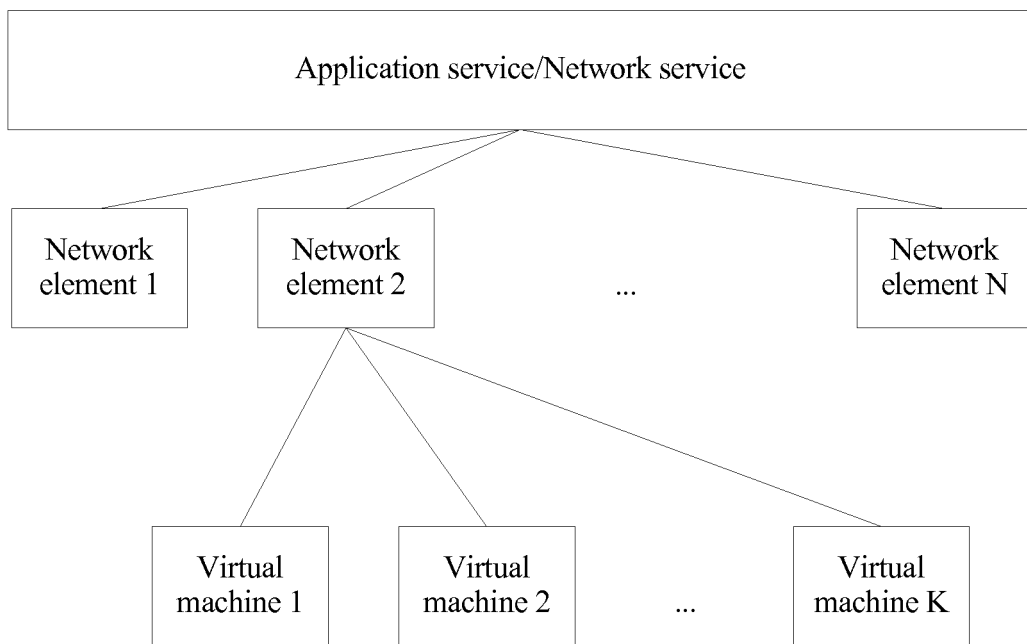 Application service/Network service
Network
element 1
Network
element 2
...
Network
element N
Virtual
machine 1
Virtual
machine 2
...
Virtual
machine K